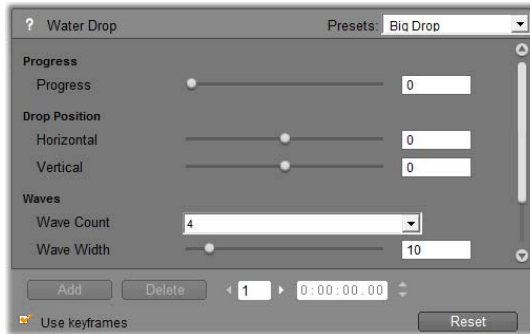 ? Water Drop Presets: Big Drop
Progress
Progress 0
Drop Position
Horizontal 0
Vertical 0
Waves
Wave Count 4
Wave Width 10
Add Delete 1 0:00:00.00
Use keyframes Reset